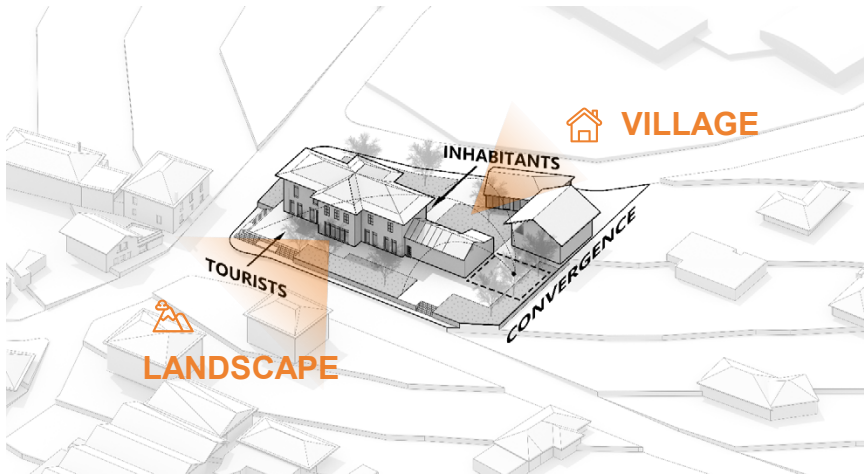 VILLAGE
INHABITANTS
TOURISTS
CONVERGENCE
LANDSCAPE